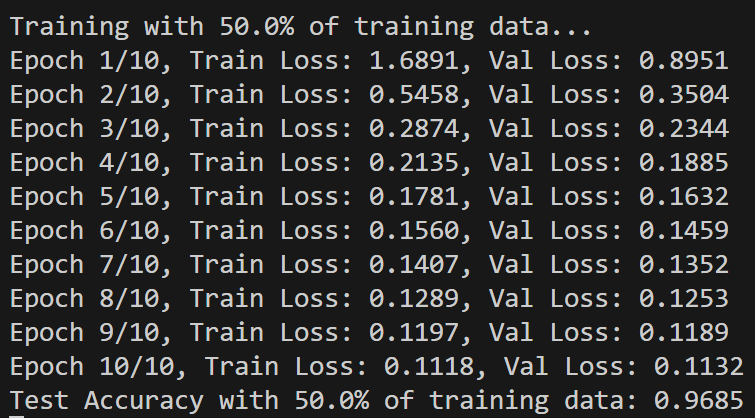 Training with 50.0% of training data...
Epoch 1/10, Train Loss: 1.6891, Val Loss: 0.8951
Epoch 2/10, Train Loss: 0.5458, Val Loss: 0.3504
Epoch 3/10, Train Loss: 0.2874, Val Loss: 0.2344
Epoch 4/10, Train Loss: 0.2135, Val Loss: 0.1885
Epoch 5/10, Train Loss: 0.1781, Val Loss: 0.1632
Epoch 6/10, Train Loss: 0.1560, Val Loss: 0.1459
Epoch 7/10, Train Loss: 0.1407, Val Loss: 0.1352
Epoch 8/10, Train Loss: 0.1289, Val Loss: 0.1253
Epoch 9/10, Train Loss: 0.1197, Val Loss: 0.1189
Epoch 10/10, Train Loss: 0.1118, Val Loss: 0.1132
Test Accuracy with 50.0% of training data: 0.9685